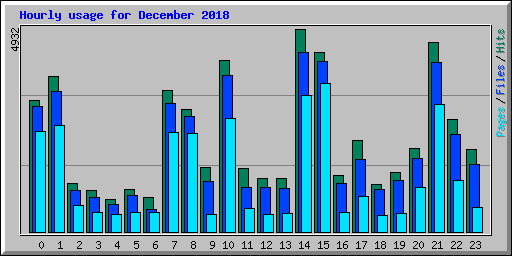 Hourly usage for December 2018
4932
Pages / Files / Hits
0 1 2 3 4 5 6 7 8 9 10 11 12 13 14 15 16 17 18 19 20 21 22 23